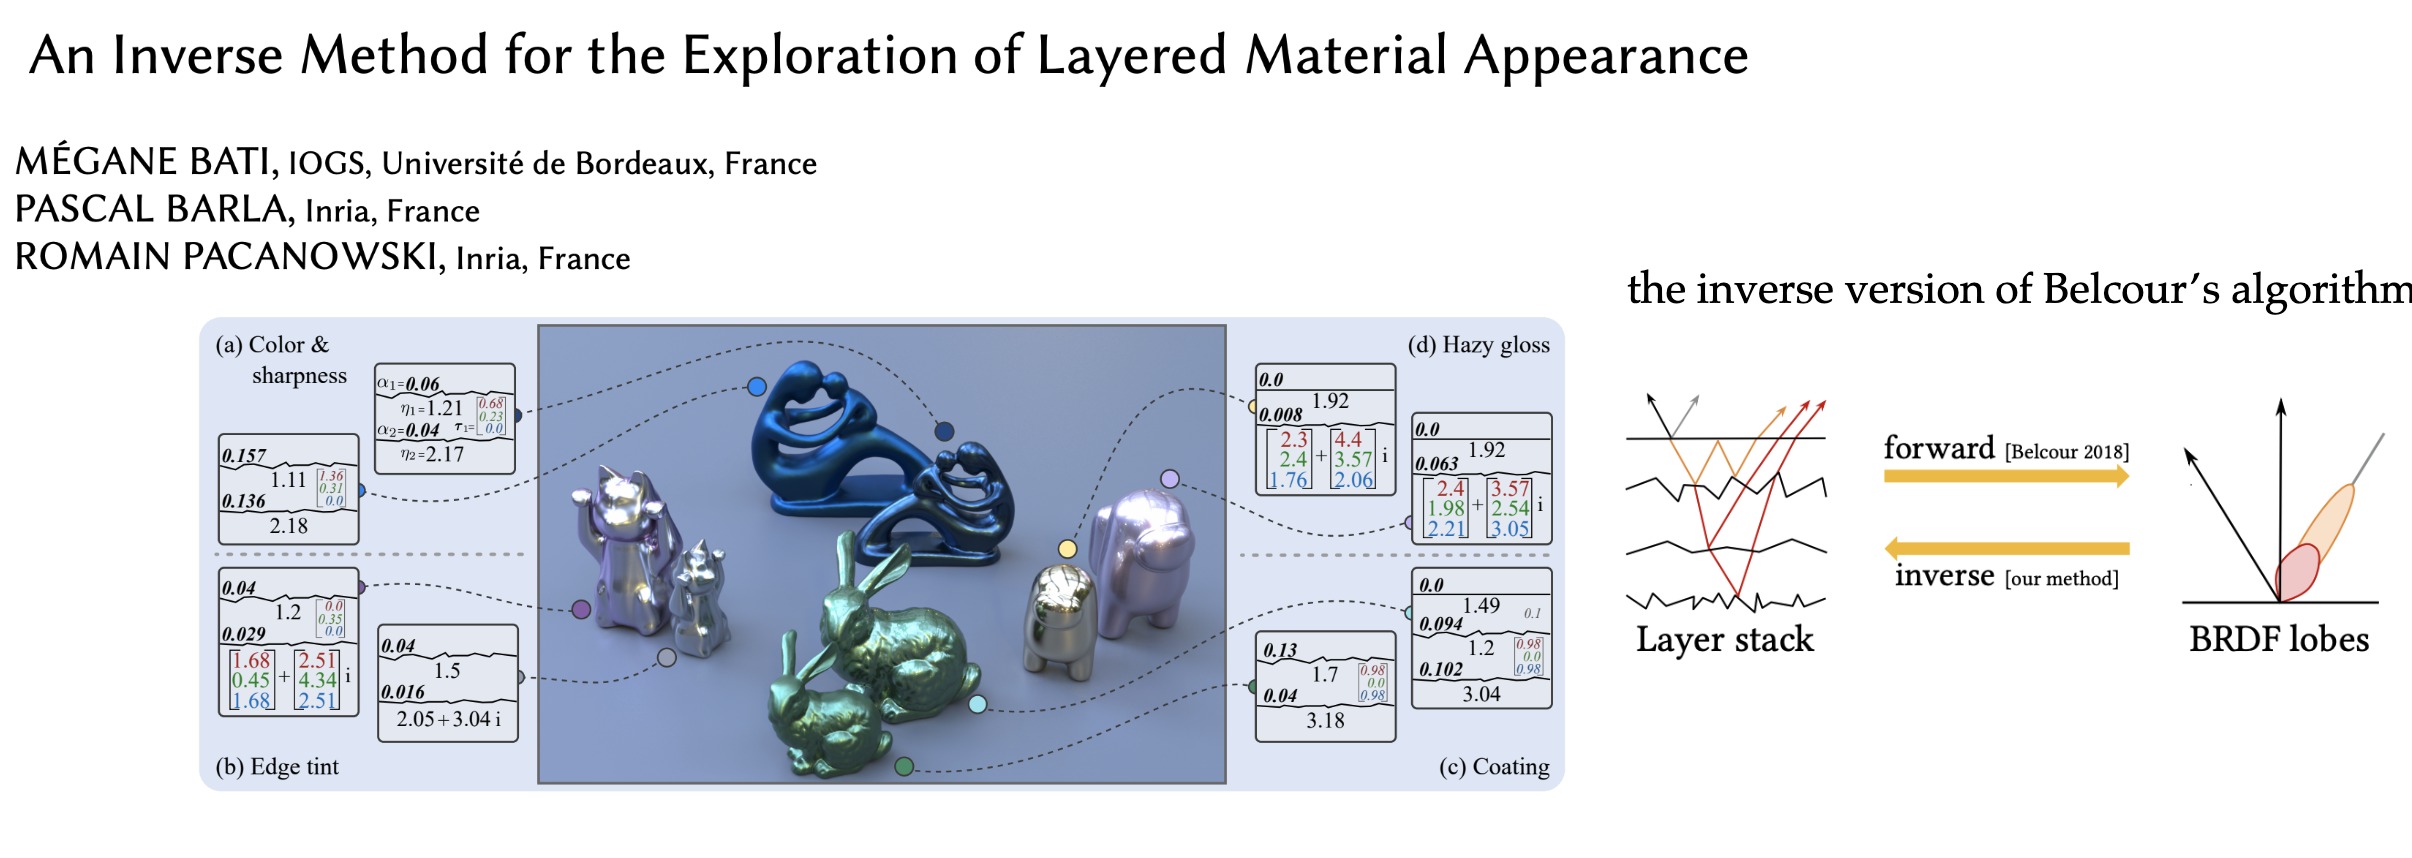 An Inverse Method for the Exploration of Layered Material Appearance
MÉGANE BATI, IOGS, Université de Bordeaux, France
PASCAL BARLA, Inria, France
ROMAIN PACANOWSKI, Inria, France
the inverse version of Belcour's algorithm
(a) Color &
sharpness
α₁=0.06
η₁=1.21
0.68
0.23
0.0
α₂=0.04 τ₁=
η₂=2.17
0.157
1.11
1.36
0.31
0.0
0.136
2.18
0.04
1.2
0.0
0.35
0.0
0.029
1.68 2.51
0.45 + 4.34 i
1.68 2.51
0.04
1.5
0.016
2.05+3.04 i
(b) Edge tint
(d) Hazy gloss
0.0
1.92
0.008
2.3 4.4
2.4 + 3.57 i
1.76 2.06
0.0
1.92
0.063
2.4 3.57
1.98 + 2.54 i
2.21 3.05
0.0
1.49 0.1
0.094
1.2
0.98
0.0
0.98
0.102
3.04
0.13
1.7
0.98
0.0
0.98
0.04
3.18
(c) Coating
forward [Belcour 2018]
inverse [our method]
Layer stack
BRDF lobes